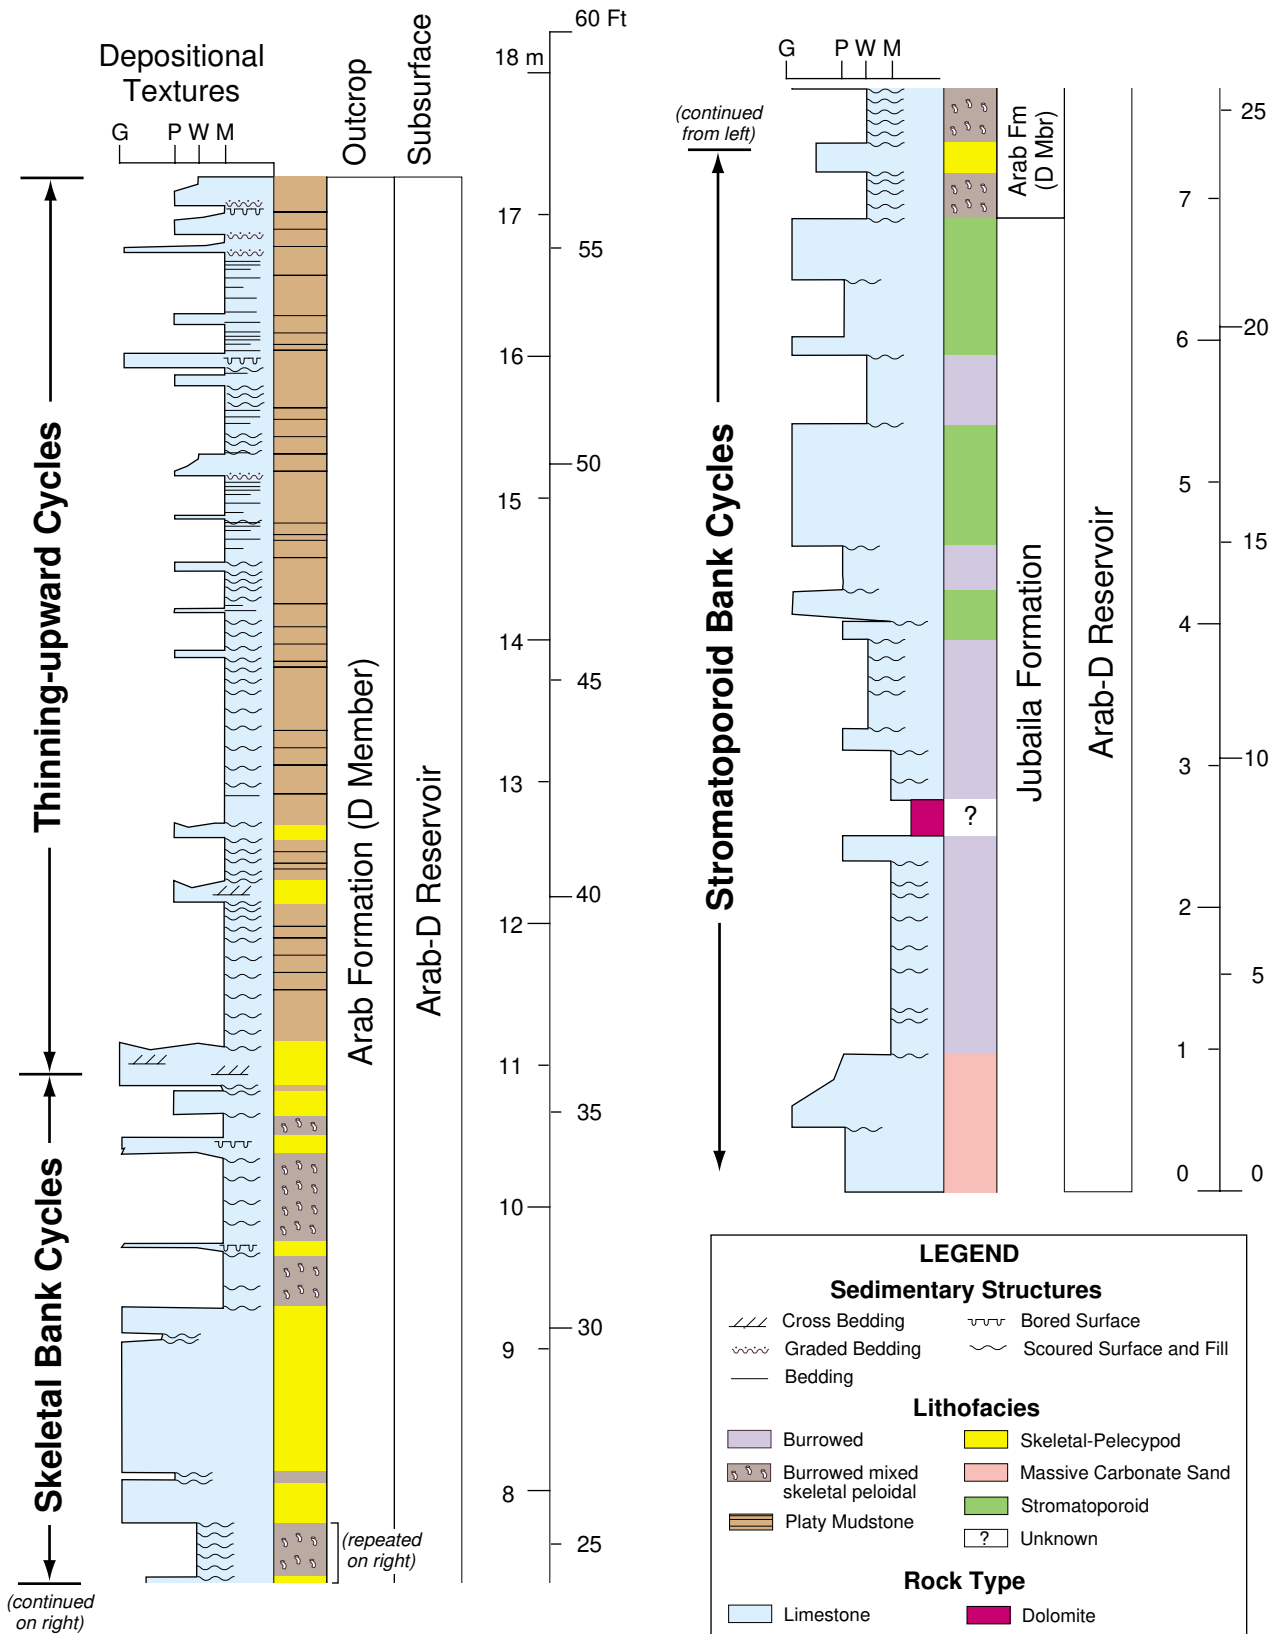 Depositional
Textures
G P W M
Outcrop
Subsurface
18 m
60 Ft
17
55
16
50
15
14
45
13
40
12
11
35
10
30
9
8
25
Thinning-upward Cycles
Skeletal Bank Cycles
Arab Formation (D Member)
Arab-D Reservoir
(repeated
on right)
(continued
on right)
G P W M
(continued
from left)
Stromatoporoid Bank Cycles
Arab Fm
(D Mbr)
Jubaila Formation
Arab-D Reservoir
?
25
7
20
6
5
15
4
10
3
2
5
1
0 0
LEGEND
Sedimentary Structures
Cross Bedding
Bored Surface
Graded Bedding
Scoured Surface and Fill
Bedding
Lithofacies
Burrowed
Skeletal-Pelecypod
Burrowed mixed
skeletal peloidal
Massive Carbonate Sand
Stromatoporoid
Platy Mudstone
? Unknown
Rock Type
Limestone
Dolomite